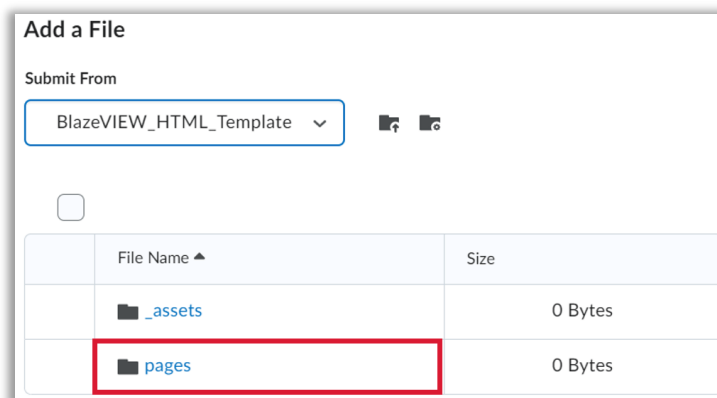 Add a File
Submit From
BlazeVIEW_HTML_Template
File Name Size
_assets 0 Bytes
pages 0 Bytes